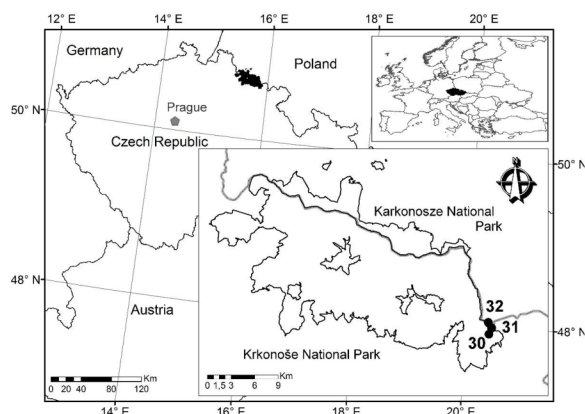 12° E
14° E
16° E
18° E
20° E
Germany
Poland
50° N
Prague
Czech Republic
50° N
Karkonosze National
Park
48° N
Austria
32
31
30
48° N
Krkonoše National Park
Km
0 20 40 80 120
Km
0 1,5 3 6 9
14° E
16° E
18° E
20° E